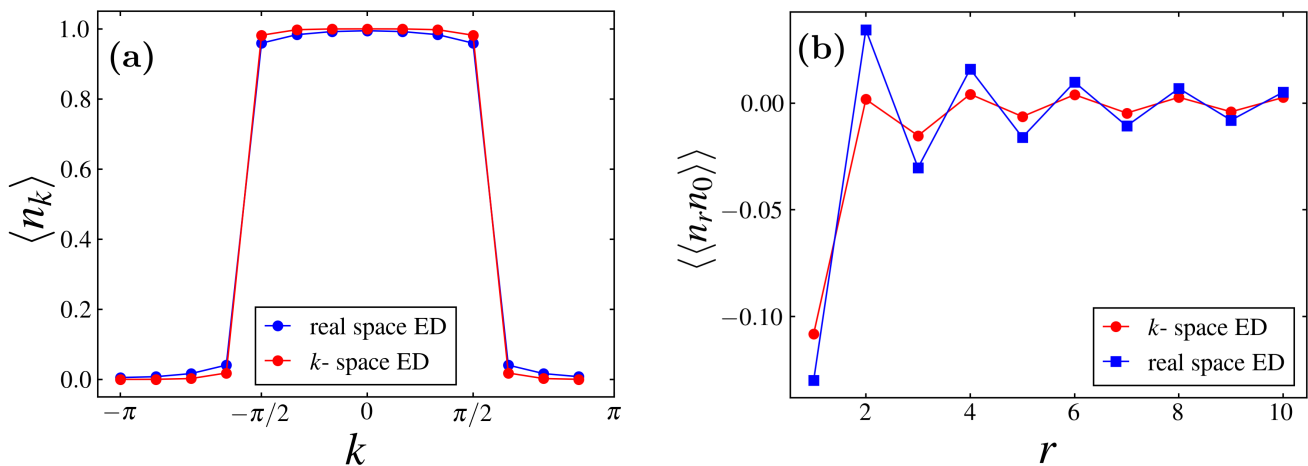 (a)
1.0
0.8
0.6
0.4
0.2
0.0
⟨n_k⟩
real space ED
k- space ED
−π
−π/2
0
π/2
π
k
(b)
0.00
−0.05
−0.10
⟨⟨n_r n_0⟩⟩
k- space ED
real space ED
2
4
6
8
10
r